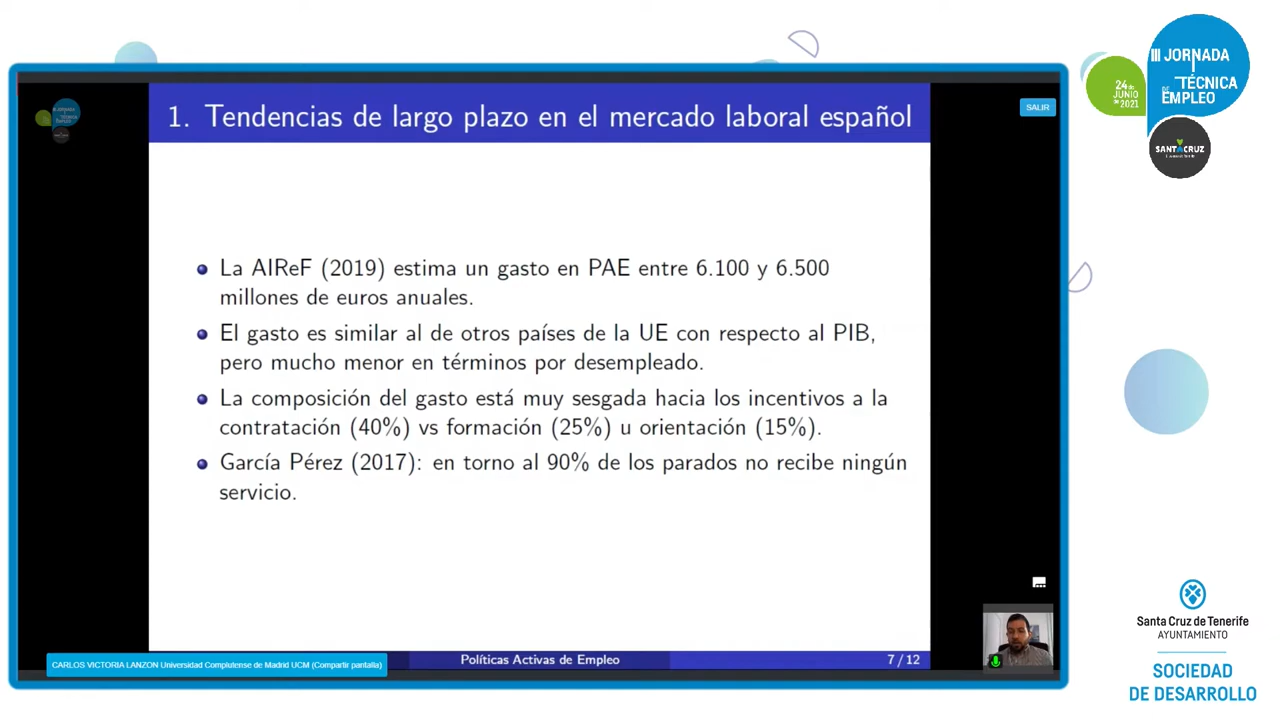 III JORNADA
TÉCNICA
DE EMPLEO
24 de
JUNIO
de 2021
SANTACRUZ
SALIR
1. Tendencias de largo plazo en el mercado laboral español
La AIReF (2019) estima un gasto en PAE entre 6.100 y 6.500
millones de euros anuales.
El gasto es similar al de otros países de la UE con respecto al PIB,
pero mucho menor en términos por desempleado.
La composición del gasto está muy sesgada hacia los incentivos a la
contratación (40%) vs formación (25%) u orientación (15%).
García Pérez (2017): en torno al 90% de los parados no recibe ningún
servicio.
CARLOS VICTORIA LANZON Universidad Complutense de Madrid UCM (Compartir pantalla)
Políticas Activas de Empleo
7 / 12
Santa Cruz de Tenerife
AYUNTAMIENTO
SOCIEDAD
DE DESARROLLO